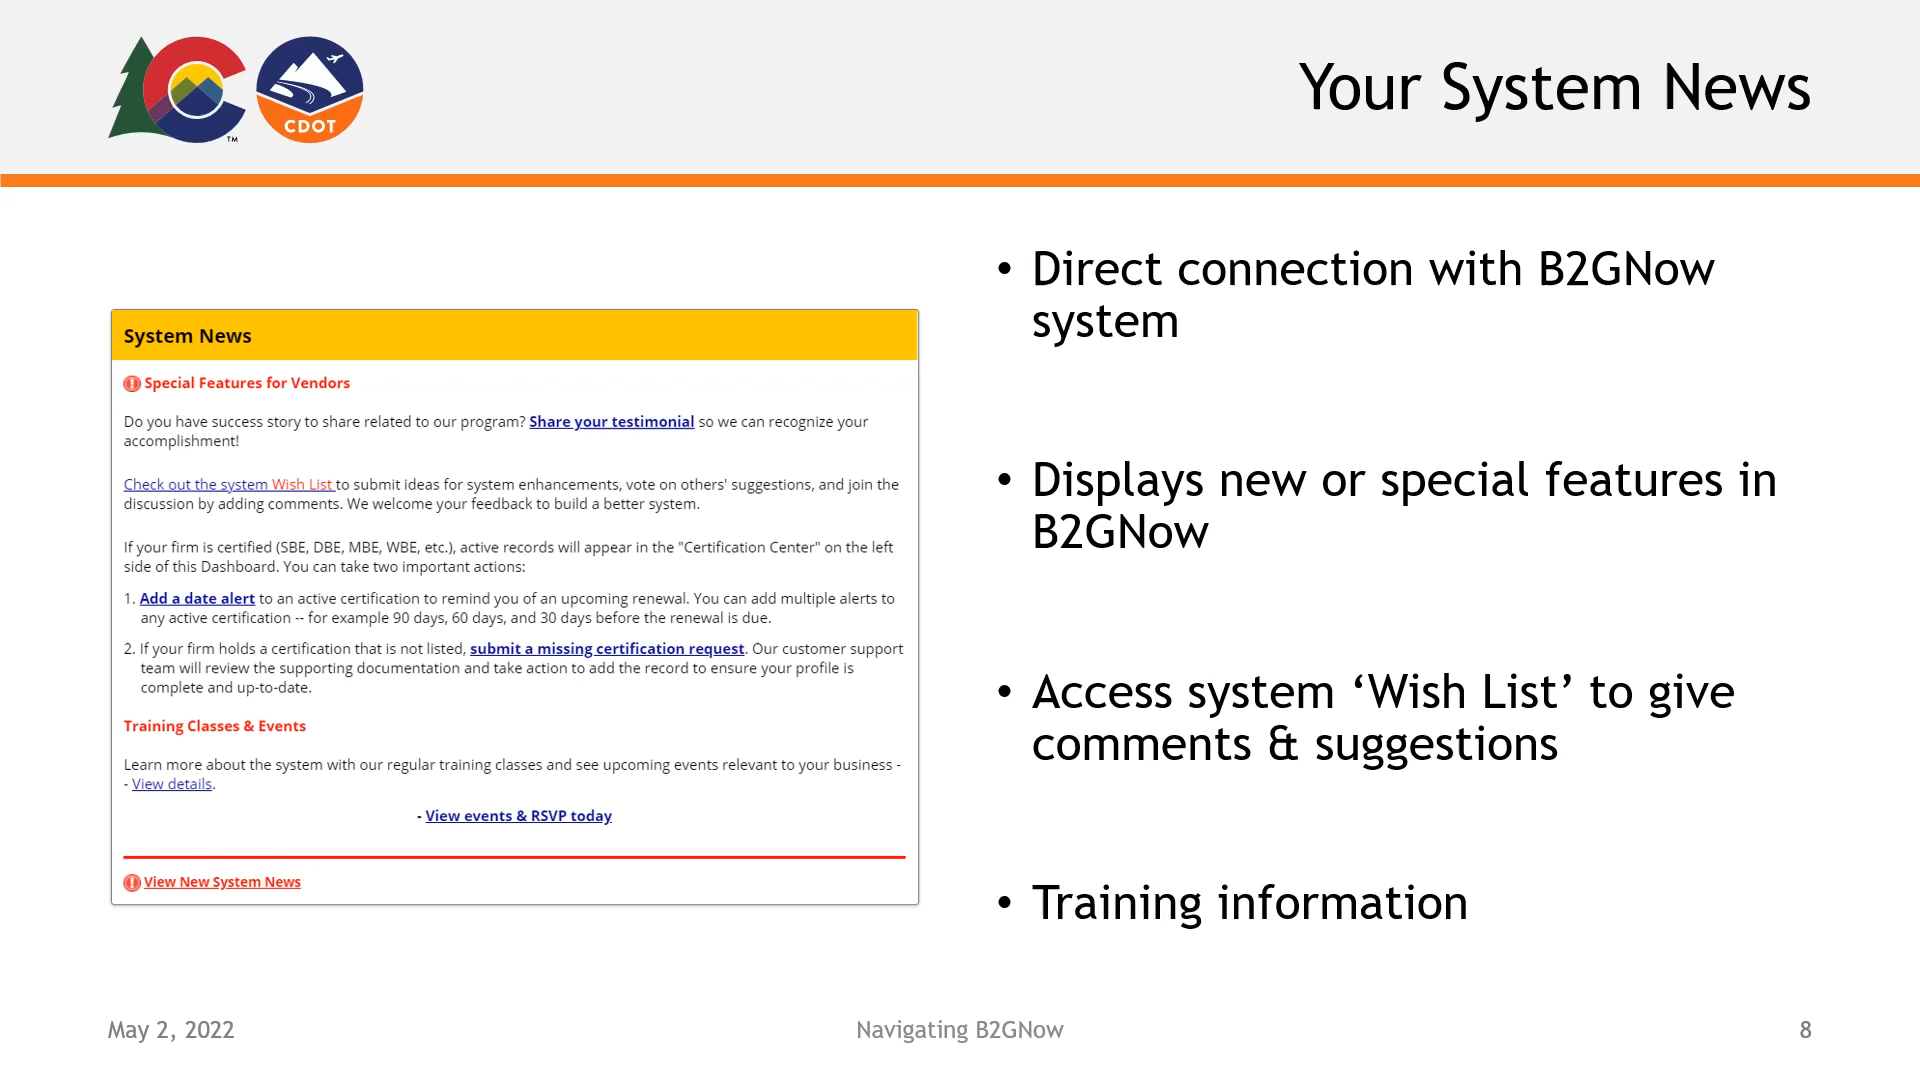 CDOT
TM
Your System News
System News
Special Features for Vendors
Do you have success story to share related to our program? Share your testimonial so we can recognize your
accomplishment!
Check out the system Wish List to submit ideas for system enhancements, vote on others' suggestions, and join the
discussion by adding comments. We welcome your feedback to build a better system.
If your firm is certified (SBE, DBE, MBE, WBE, etc.), active records will appear in the "Certification Center" on the left
side of this Dashboard. You can take two important actions:
1. Add a date alert to an active certification to remind you of an upcoming renewal. You can add multiple alerts to
any active certification -- for example 90 days, 60 days, and 30 days before the renewal is due.
2. If your firm holds a certification that is not listed, submit a missing certification request. Our customer support
team will review the supporting documentation and take action to add the record to ensure your profile is
complete and up-to-date.
Training Classes & Events
Learn more about the system with our regular training classes and see upcoming events relevant to your business -
- View details.
- View events & RSVP today
View New System News
• Direct connection with B2GNow
system
• Displays new or special features in
B2GNow
• Access system ‘Wish List’ to give
comments & suggestions
• Training information
May 2, 2022
Navigating B2GNow
8